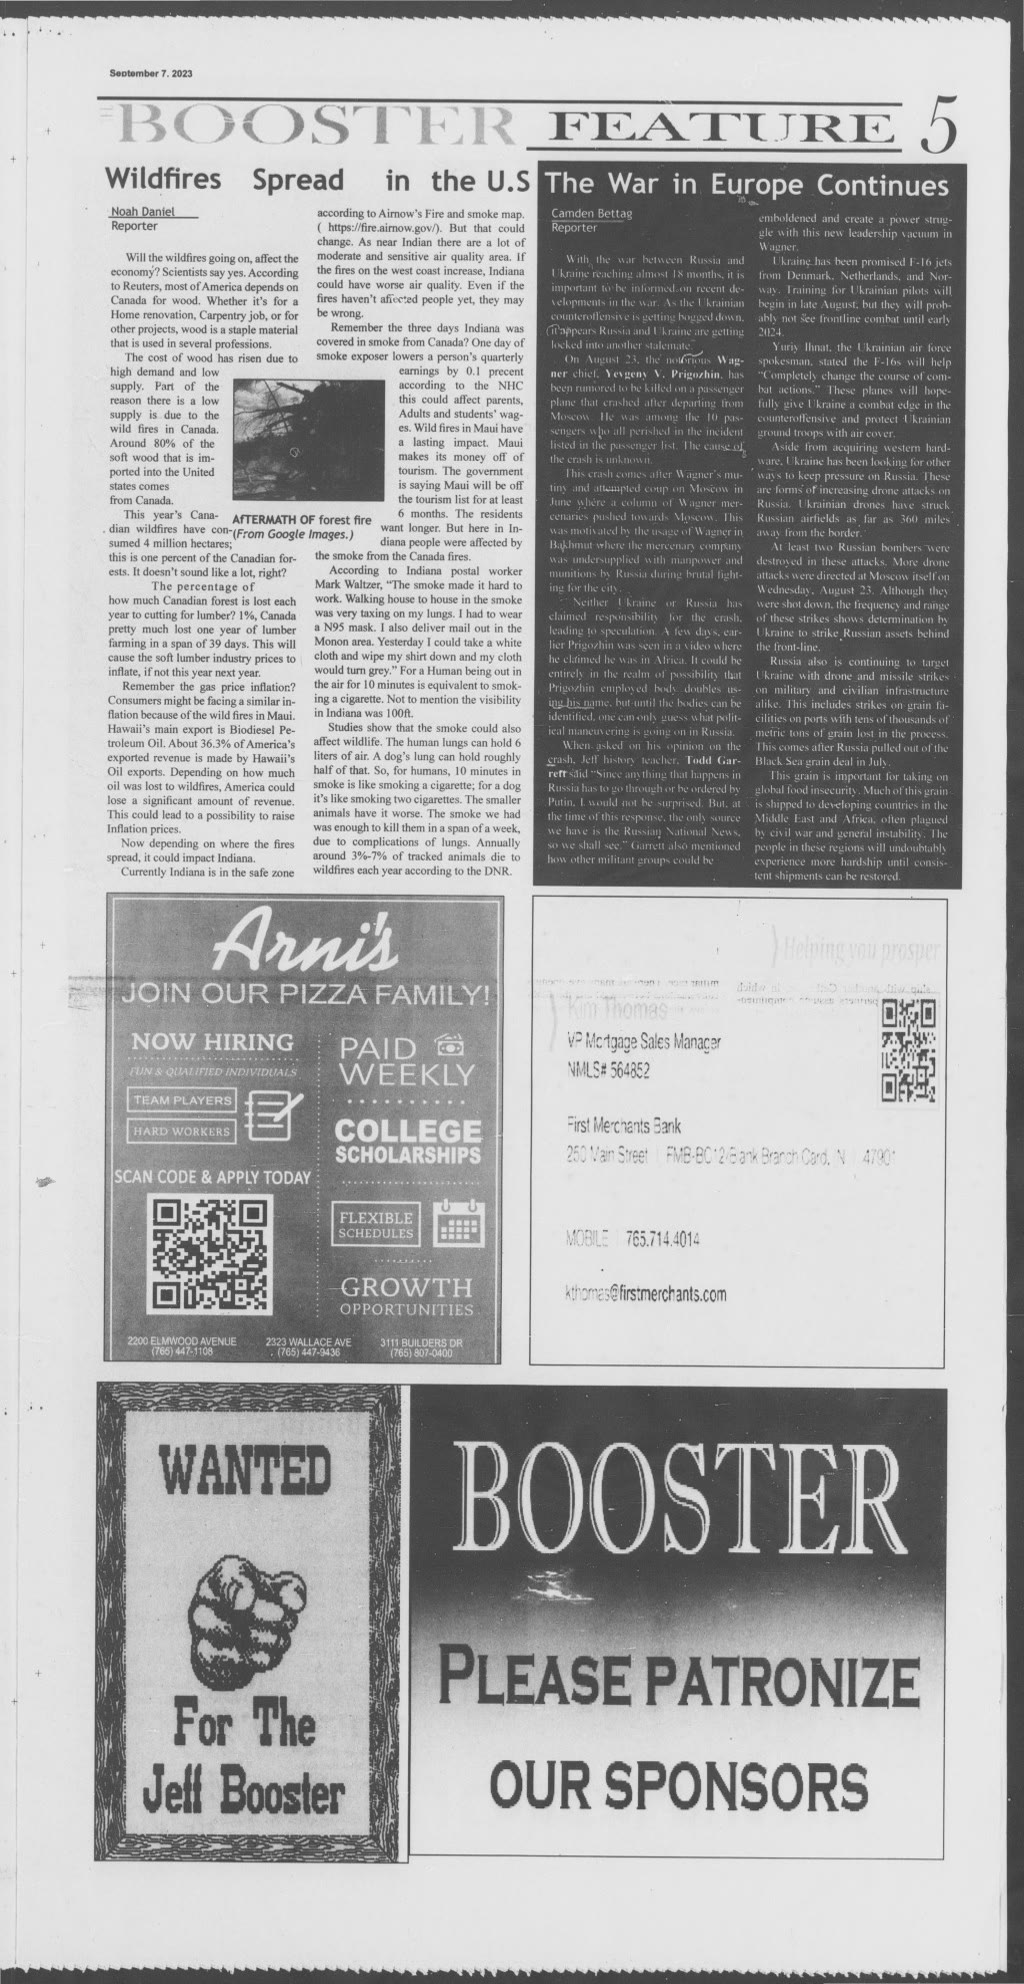 September 7, 2023
BOOSTER FEATURE 5
Wildfires Spread in the U.S
Noah Daniel
Reporter
Will the wildfires going on, affect the
economy? Scientists say yes. According
to Reuters, most of America depends on
Canada for wood. Whether it's for a
Home renovation, Carpentry job, or for
other projects, wood is a staple material
that is used in several professions.
The cost of wood has risen due to
high demand and low
supply. Part of the
reason there is a low
supply is due to the
wild fires in Canada.
Around 80% of the
soft wood that is im-
ported into the United
states comes
from Canada.
This year's Cana-
dian wildfires have con-
sumed 4 million hectares;
this is one percent of the Canadian for-
ests. It doesn't sound like a lot, right?
The percentage of
how much Canadian forest is lost each
year to cutting for lumber? 1%, Canada
pretty much lost one year of lumber
farming in a span of 39 days. This will
cause the soft lumber industry prices to
inflate, if not this year next year.
Remember the gas price inflation?
Consumers might be facing a similar in-
flation because of the wild fires in Maui.
Hawaii's main export is Biodiesel Pe-
troleum Oil. About 36.3% of America's
exported revenue is made by Hawaii's
Oil exports. Depending on how much
oil was lost to wildfires, America could
lose a significant amount of revenue.
This could lead to a possibility to raise
Inflation prices.
Now depending on where the fires
spread, it could impact Indiana.
Currently Indiana is in the safe zone
according to Airnow's Fire and smoke map.
( https://fire.airnow.gov/). But that could
change. As near Indian there are a lot of
moderate and sensitive air quality area. If
the fires on the west coast increase, Indiana
could have worse air quality. Even if the
fires haven't affected people yet, they may
be wrong.
Remember the three days Indiana was
covered in smoke from Canada? One day of
smoke exposer lowers a person's quarterly
earnings by 0.1 precent
according to the NHC
this could affect parents,
Adults and students' wag-
es. Wild fires in Maui have
a lasting impact. Maui
makes its money off of
tourism. The government
is saying Maui will be off
the tourism list for at least
6 months. The residents
want longer. But here in In-
diana people were affected by
the smoke from the Canada fires.
According to Indiana postal worker
Mark Waltzer, "The smoke made it hard to
work. Walking house to house in the smoke
was very taxing on my lungs. I had to wear
a N95 mask. I also deliver mail out in the
Monon area. Yesterday I could take a white
cloth and wipe my shirt down and my cloth
would turn grey." For a Human being out in
the air for 10 minutes is equivalent to smok-
ing a cigarette. Not to mention the visibility
in Indiana was 100ft.
Studies show that the smoke could also
affect wildlife. The human lungs can hold 6
liters of air. A dog's lung can hold roughly
half of that. So, for humans, 10 minutes in
smoke is like smoking a cigarette; for a dog
it's like smoking two cigarettes. The smaller
animals have it worse. The smoke we had
was enough to kill them in a span of a week,
due to complications of lungs. Annually
around 3%-7% of tracked animals die to
wildfires each year according to the DNR.
AfTERMATH OF forest fire
(From Google Images.)
The War in Europe Continues
Camden Bettag
Reporter
With the war between Russia and
Ukraine reaching almost 18 months, it is
important to be informed on recent de-
velopments in the war. As the Ukrainian
counteroffensive is getting bogged down,
it appears Russia and Ukraine are getting
locked into another stalemate.
On August 23, the notorious Wag-
ner chief, Yevgeny V. Prigozhin, has
been rumored to be killed on a passenger
plane that crashed after departing from
Moscow. He was among the 10 pas-
sengers who all perished in the incident
listed in the passenger list. The cause of
the crash is unknown.
This crash comes after Wagner's mu-
tiny and attempted coup on Moscow in
June where a column of Wagner mer-
cenaries pushed towards Moscow. This
was motivated by the usage of Wagner in
Bakhmut where the mercenary company
was undersupplied with manpower and
munitions by Russia during brutal fight-
ing for the city.
Neither Ukraine or Russia has
claimed responsibility for the crash,
leading to speculation. A few days, ear-
lier Prigozhin was seen in a video where
he claimed he was in Africa. It could be
entirely in the realm of possibility that
Prigozhin employed body doubles us-
ing his name, but until the bodies can be
identified, one can only guess what polit-
ical maneuvering is going on in Russia.
When asked on his opinion on the
crash, Jeff history teacher, Todd Gar-
rett said "Since anything that happens in
Russia has to go through or be ordered by
Putin, I would not be surprised. But, at
the time of this response, the only source
we have is the Russian National News,
so we shall see." Garrett also mentioned
how other militant groups could be
emboldened and create a power strug-
gle with this new leadership vacuum in
Wagner.
Ukraine has been promised F-16 jets
from Denmark, Netherlands, and Nor-
way. Training for Ukrainian pilots will
begin in late August, but they will prob-
ably not see frontline combat until early
2024.
Yuriy Ihnat, the Ukrainian air force
spokesman, stated the F-16s will help
"Completely change the course of com-
bat actions." These planes will hope-
fully give Ukraine a combat edge in the
counteroffensive and protect Ukrainian
ground troops with air cover.
Aside from acquiring western hard-
ware, Ukraine has been looking for other
ways to keep pressure on Russia. These
are forms of increasing drone attacks on
Russia. Ukrainian drones have struck
Russian airfields as far as 360 miles
away from the border.
At least two Russian bombers were
destroyed in these attacks. More drone
attacks were directed at Moscow itself on
Wednesday, August 23. Although they
were shot down, the frequency and range
of these strikes shows determination by
Ukraine to strike Russian assets behind
the front-line.
Russia also is continuing to target
Ukraine with drone and missile strikes
on military and civilian infrastructure
alike. This includes strikes on grain fa-
cilities on ports with tens of thousands of
metric tons of grain lost in the process.
This comes after Russia pulled out of the
Black Sea grain deal in July.
This grain is important for taking on
global food insecurity. Much of this grain
is shipped to developing countries in the
Middle East and Africa, often plagued
by civil war and general instability. The
people in these regions will undoubtably
experience more hardship until consis-
tent shipments can be restored.
Arni's
JOIN OUR PIZZA FAMILY!
NOW HIRING
FUN & QUALIFIED INDIVIDUALS
TEAM PLAYERS
HARD WORKERS
SCAN CODE & APPLY TODAY
PAID
WEEKLY
COLLEGE
SCHOLARSHIPS
FLEXIBLE
SCHEDULES
GROWTH
OPPORTUNITIES
2200 ELMWOOD AVENUE
(765) 447-1108
2323 WALLACE AVE
(765) 447-9436
3111 BUILDERS DR
(765) 807-0400
Helping you prosper
Kim Thomas
VP Mortgage Sales Manager
NMLS# 564852
First Merchants Bank
250 Main Street | FMB-BC12/Blank Branch Card, IN | 47901
MOBILE | 765.714.4014
kthomas@firstmerchants.com
WANTED
For The
Jeff Booster
BOOSTER
PLEASE PATRONIZE
OUR SPONSORS